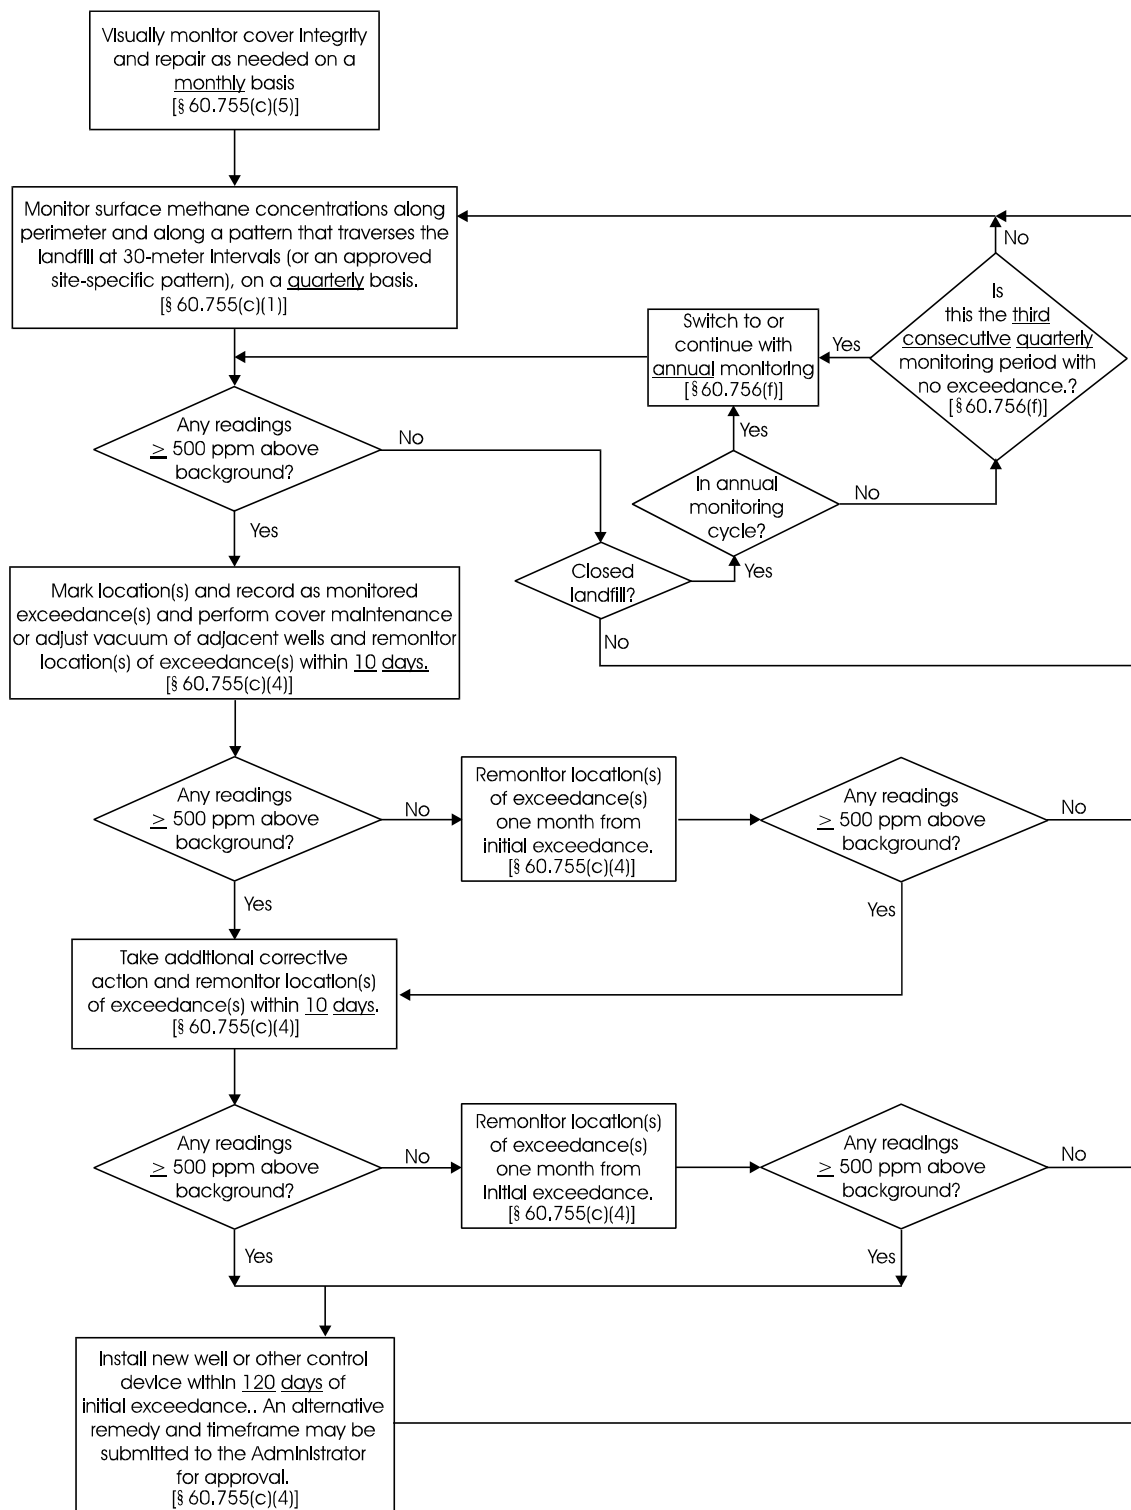 Visually monitor cover integrity
and repair as needed on a
monthly basis
[§ 60.755(c)(5)]
Monitor surface methane concentrations along
perimeter and along a pattern that traverses the
landfill at 30-meter intervals (or an approved
site-specific pattern), on a quarterly basis.
[§ 60.755(c)(1)]
No
Is
this the third
consecutive quarterly
monitoring period with
no exceedance.?
[§ 60.756(f)]
Yes
Switch to or
continue with
annual monitoring
[§ 60.756(f)]
Yes
Any readings
≥ 500 ppm above
background?
No
Yes
In annual
monitoring
cycle?
No
Closed
landfill?
Yes
No
Mark location(s) and record as monitored
exceedance(s) and perform cover maintenance
or adjust vacuum of adjacent wells and remonitor
location(s) of exceedance(s) within 10 days.
[§ 60.755(c)(4)]
Any readings
≥ 500 ppm above
background?
No
Yes
Remonitor location(s)
of exceedance(s)
one month from
initial exceedance.
[§ 60.755(c)(4)]
Any readings
≥ 500 ppm above
background?
No
Yes
Take additional corrective
action and remonitor location(s)
of exceedance(s) within 10 days.
[§ 60.755(c)(4)]
Any readings
≥ 500 ppm above
background?
No
Yes
Remonitor location(s)
of exceedance(s)
one month from
initial exceedance.
[§ 60.755(c)(4)]
Any readings
≥ 500 ppm above
background?
No
Yes
Install new well or other control
device within 120 days of
initial exceedance.. An alternative
remedy and timeframe may be
submitted to the Administrator
for approval.
[§ 60.755(c)(4)]